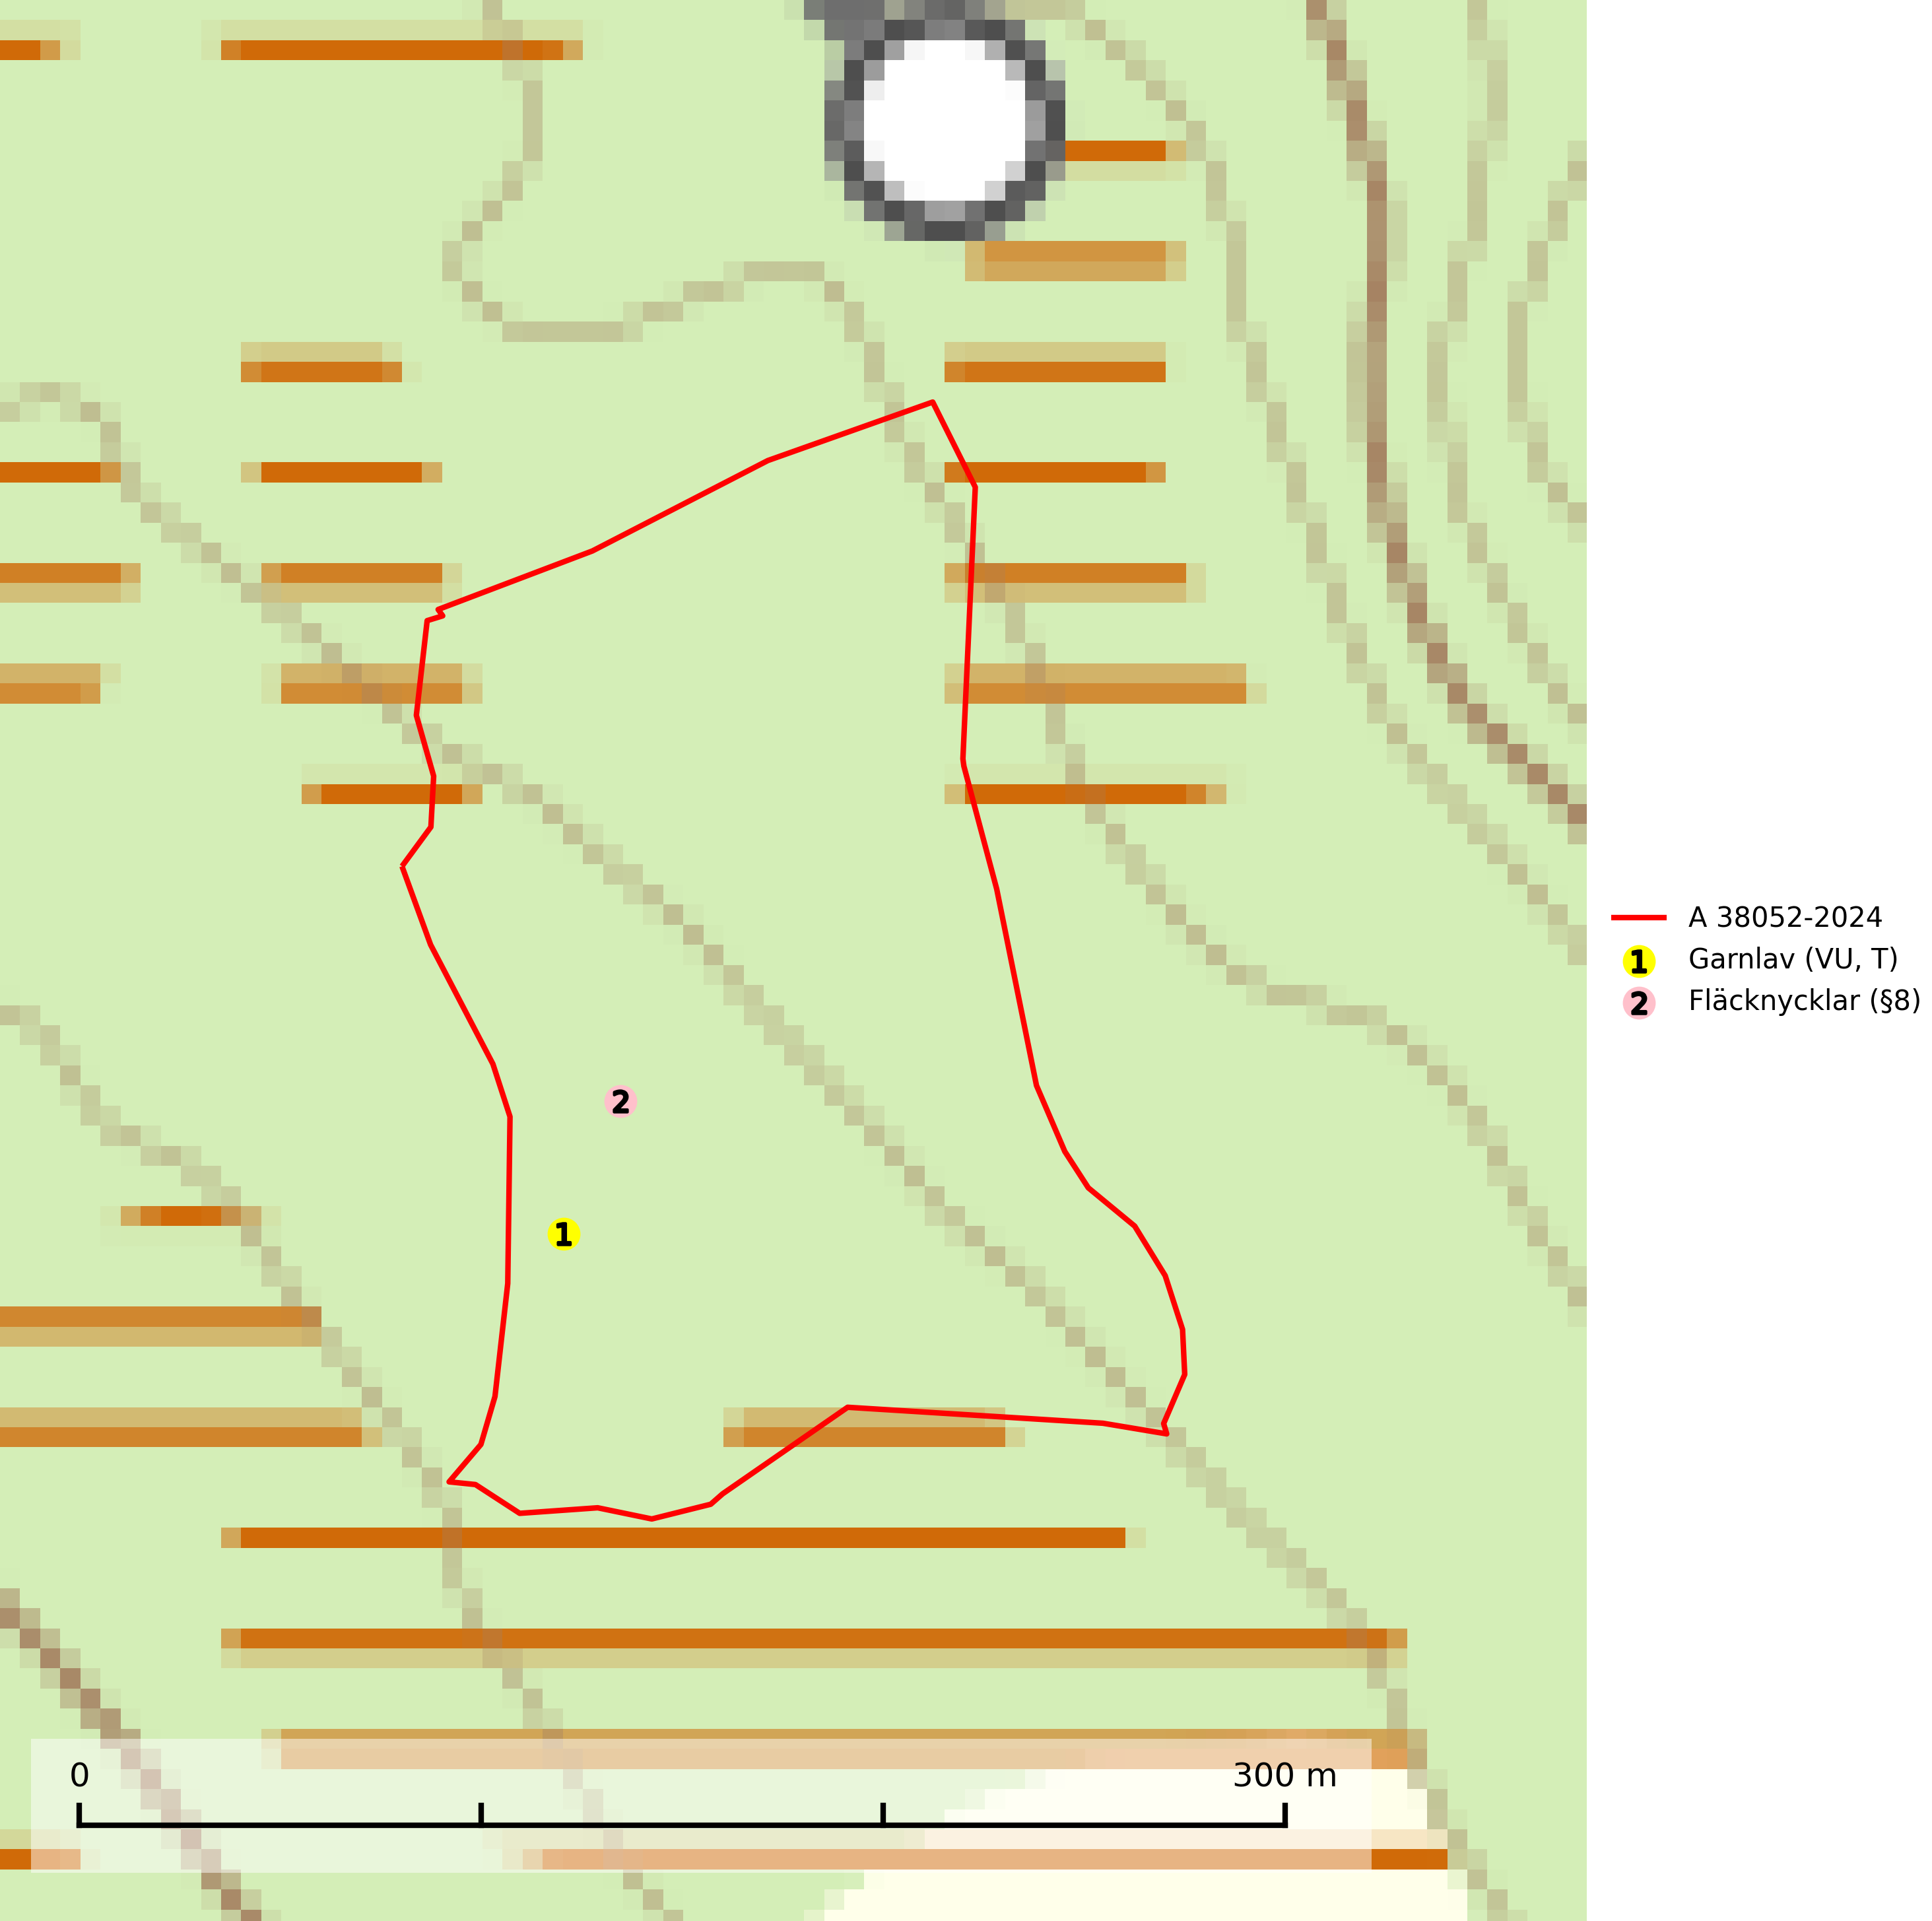 A 38052-2024
1 Garnlav (VU, T)
2 Fläcknycklar (§8)
2
1
0 300 m